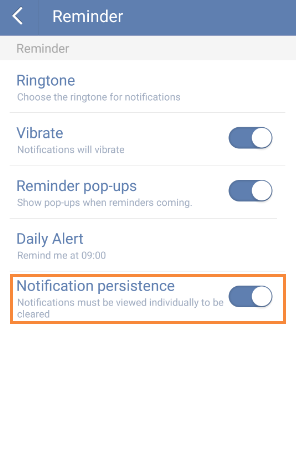 Reminder
Reminder
Ringtone
Choose the ringtone for notifications
Vibrate
Notifications will vibrate
Reminder pop-ups
Show pop-ups when reminders coming.
Daily Alert
Remind me at 09:00
Notification persistence
Notifications must be viewed individually to be
cleared